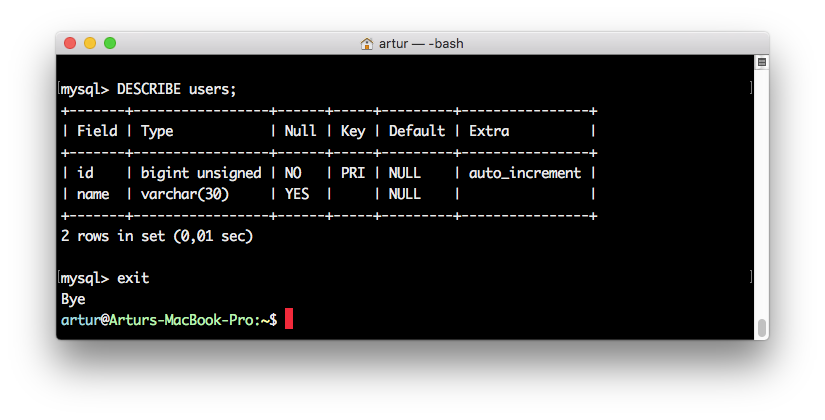 artur — -bash
mysql> DESCRIBE users;
+-------+-----------------+------+-----+---------+----------------+
| Field | Type            | Null | Key | Default | Extra          |
+-------+-----------------+------+-----+---------+----------------+
| id    | bigint unsigned | NO   | PRI | NULL    | auto_increment |
| name  | varchar(30)     | YES  |     | NULL    |                |
+-------+-----------------+------+-----+---------+----------------+
2 rows in set (0,01 sec)
mysql> exit
Bye
artur@Arturs-MacBook-Pro:~$